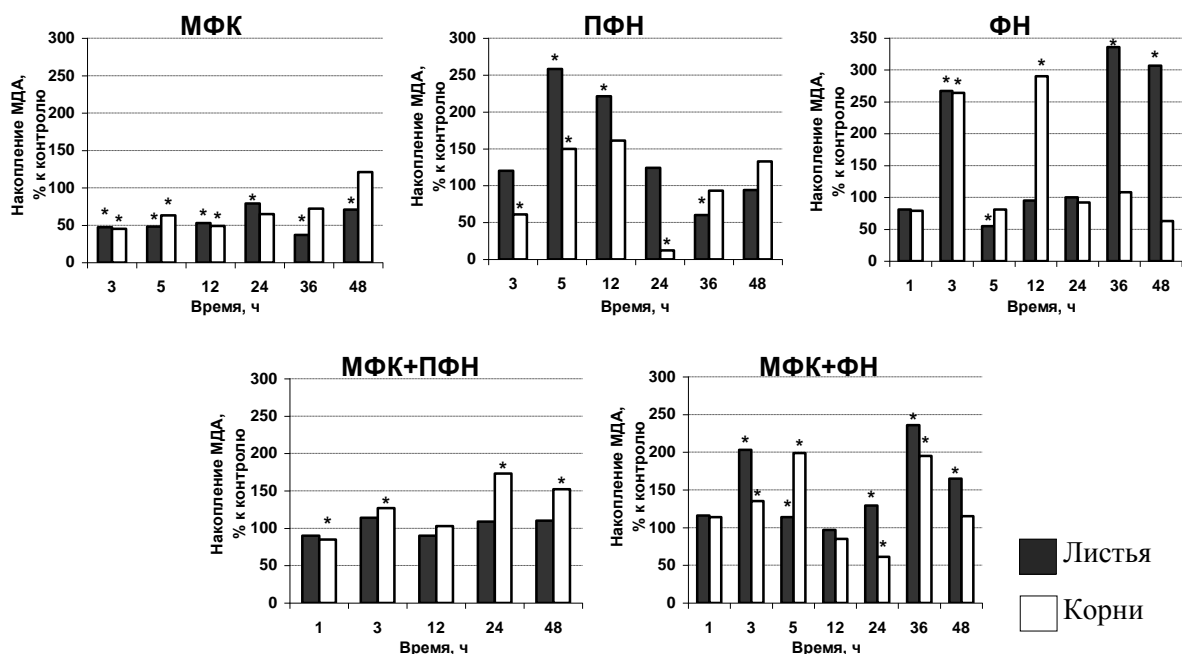 МФК
ПФН
ФН
Накопление МДА,
% к контролю
300
250
200
150
100
50
0
* * * * * * * * *
3 5 12 24 36 48
Время, ч
Накопление МДА,
% к контролю
300
250
200
150
100
50
0
* * * * * *
3 5 12 24 36 48
Время, ч
Накопление МДА,
% к контролю
350
300
250
200
150
100
50
0
* * * * * *
1 3 5 12 24 36 48
Время, ч
МФК+ПФН
МФК+ФН
Накопление МДА,
% к контролю
300
250
200
150
100
50
0
* * * *
1 3 12 24 48
Время, ч
Накопление МДА,
% к контролю
300
250
200
150
100
50
0
* * * * * * * * *
1 3 5 12 24 36 48
Время, ч
Листья
Корни